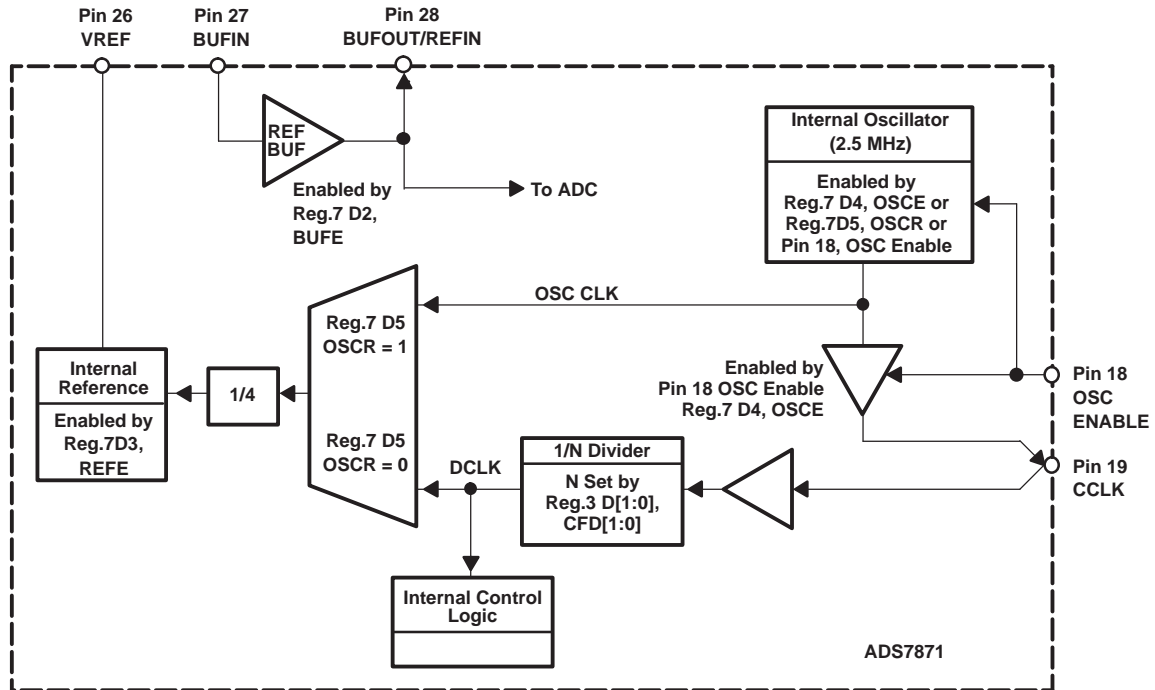 Pin 26
VREF
Pin 27
BUFIN
Pin 28
BUFOUT/REFIN
REF
BUF
Enabled by
Reg.7 D2,
BUFE
To ADC
Internal Oscillator
(2.5 MHz)
Enabled by
Reg.7 D4, OSCE or
Reg.7D5, OSCR or
Pin 18, OSC Enable
OSC CLK
Reg.7 D5
OSCR = 1
Internal
Reference
Enabled by
Reg.7D3,
REFE
1/4
Enabled by
Pin 18 OSC Enable
Reg.7 D4, OSCE
Pin 18
OSC
ENABLE
Reg.7 D5
OSCR = 0
DCLK
1/N Divider
N Set by
Reg.3 D[1:0],
CFD[1:0]
Pin 19
CCLK
Internal Control
Logic
ADS7871